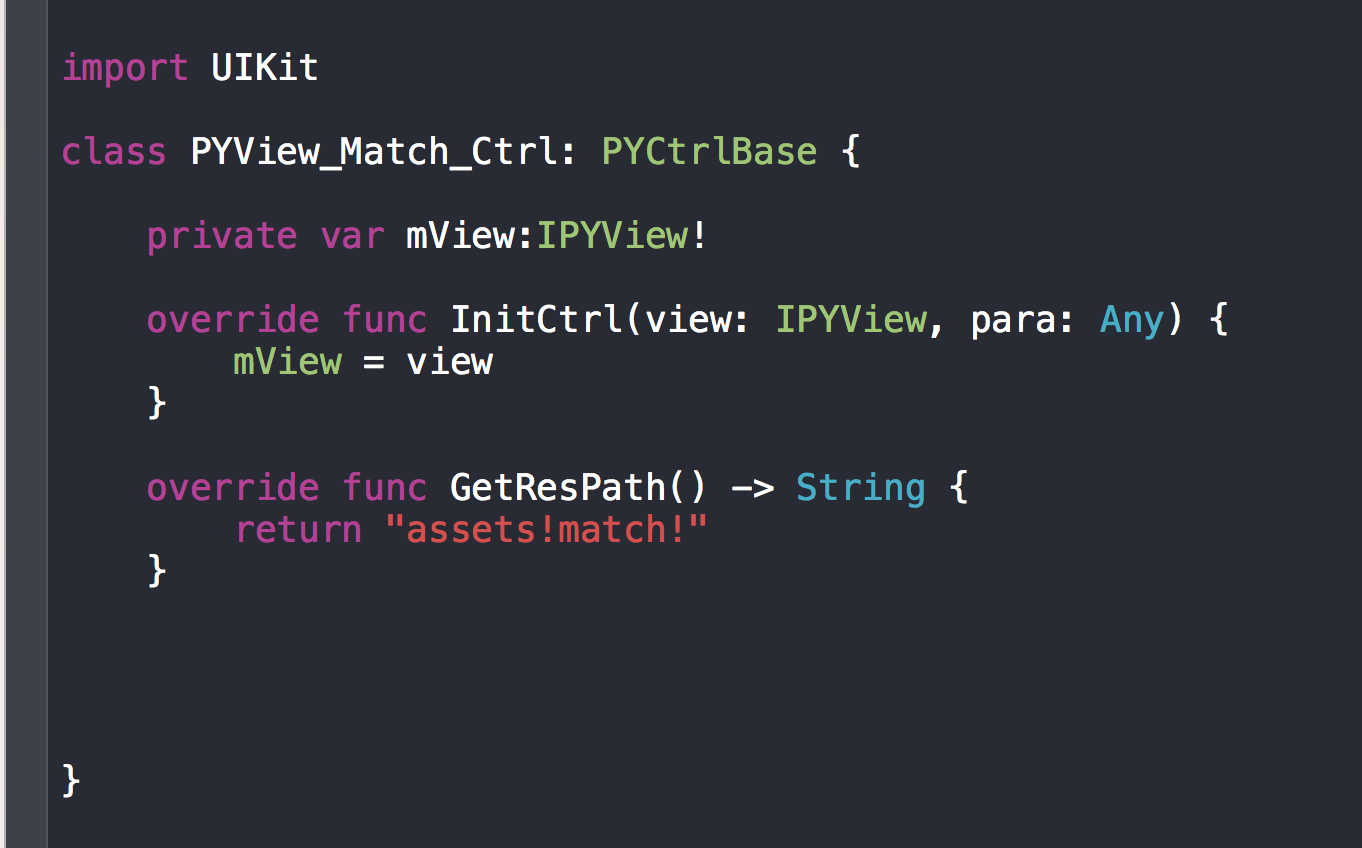 import UIKit
class PYView_Match_Ctrl: PYCtrlBase {
private var mView:IPYView!
override func InitCtrl(view: IPYView, para: Any) {
mView = view
}
override func GetResPath() -> String {
return "assets!match!"
}
}